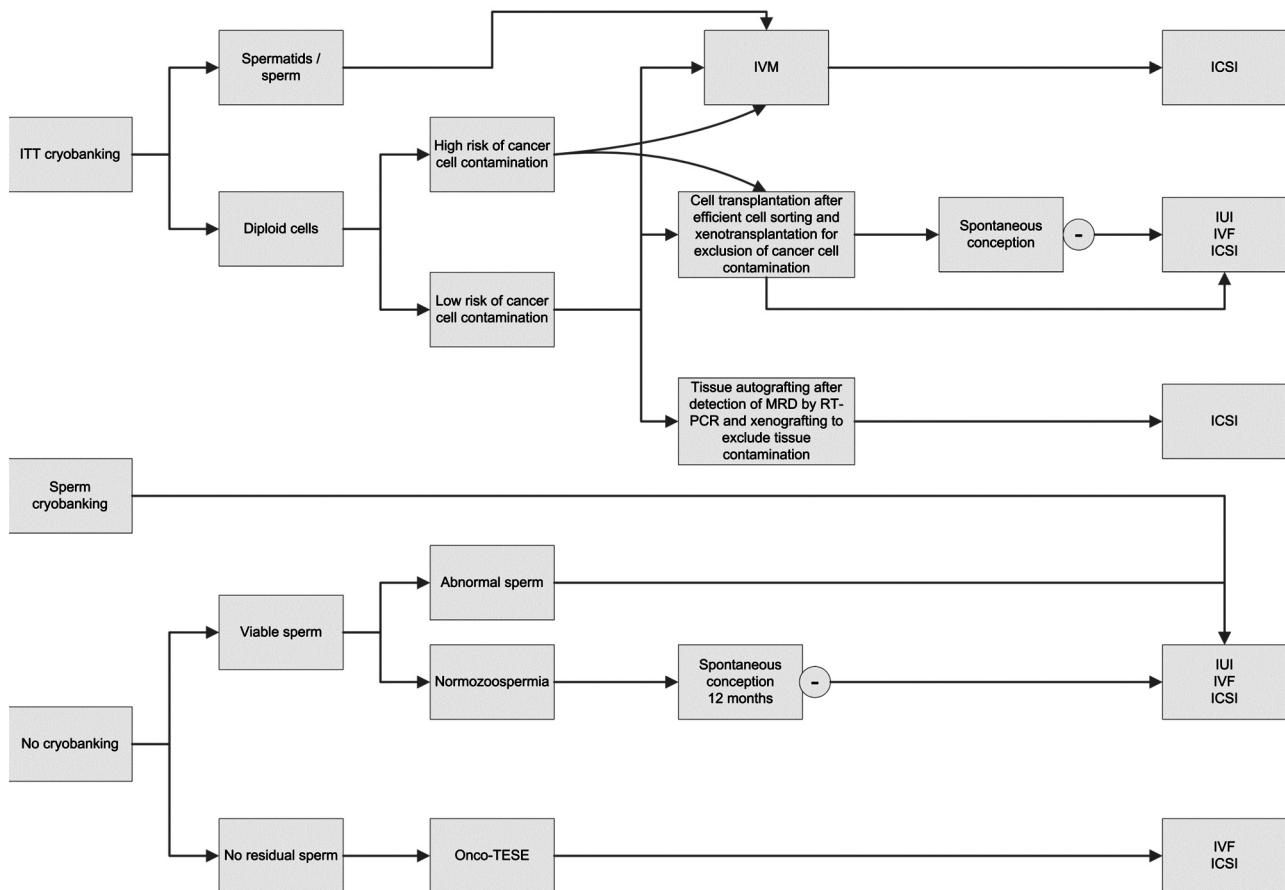 Spermatids /
sperm
IVM
ICSI
ITT cryobanking
High risk of cancer
cell contamination
Diploid cells
Cell transplantation after
efficient cell sorting and
xenotransplantation for
exclusion of cancer cell
contamination
Spontaneous
conception
-
IUI
IVF
ICSI
Low risk of cancer
cell contamination
Tissue autografting after
detection of MRD by RT-
PCR and xenografting to
exclude tissue
contamination
ICSI
Sperm
cryobanking
Abnormal sperm
Viable sperm
Normozoospermia
Spontaneous
conception
12 months
-
IUI
IVF
ICSI
No cryobanking
No residual sperm
Onco-TESE
IVF
ICSI